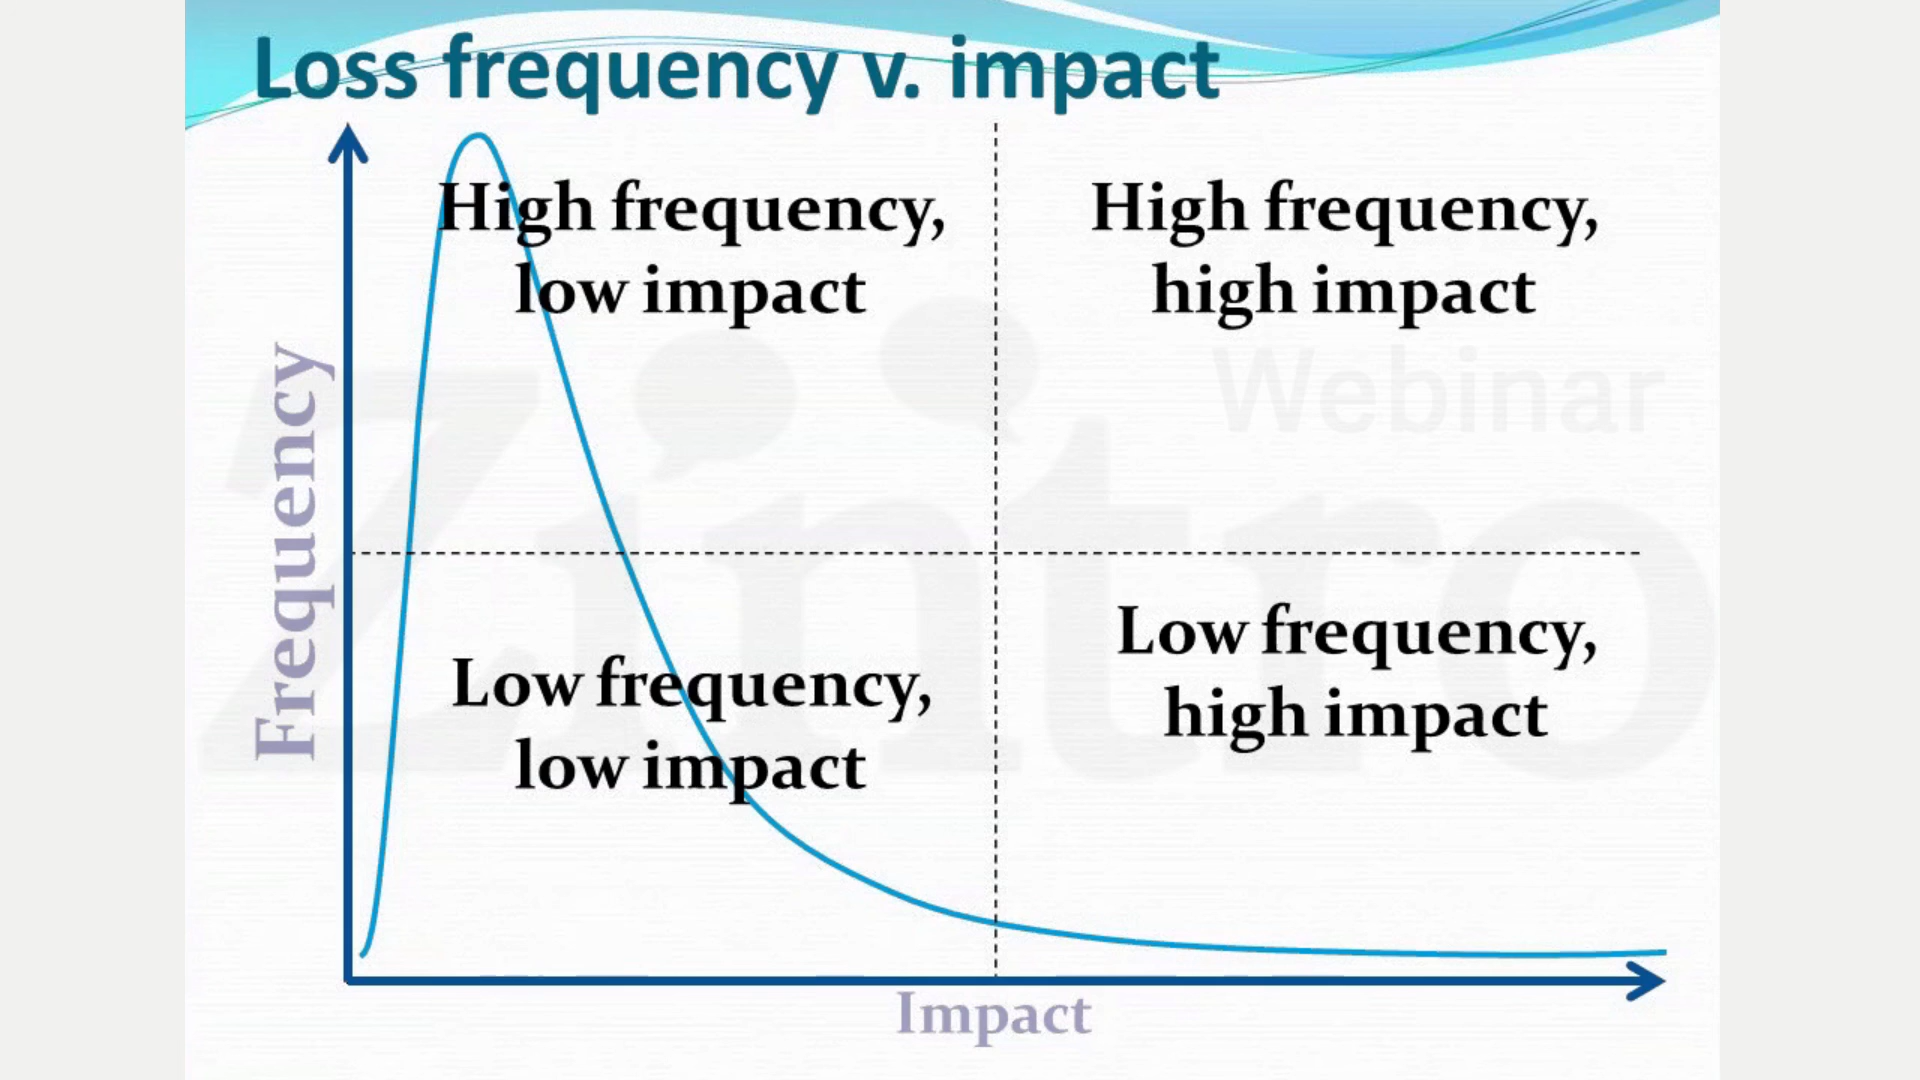 Loss frequency v. impact
High frequency,
low impact
High frequency,
high impact
Webinar
Zintro
Frequency
Low frequency,
low impact
Low frequency,
high impact
Impact